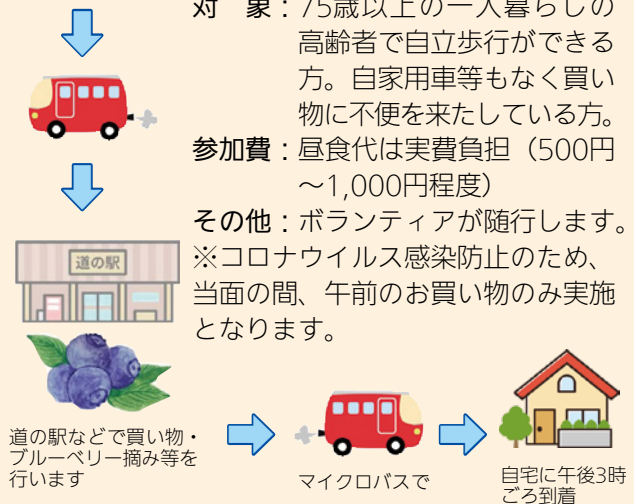 対　象：75歳以上の一人暮らしの
高齢者で自立歩行ができる
方。自家用車等もなく買い
物に不便を来たしている方。
参加費：昼食代は実費負担（500円
～1,000円程度）
その他：ボランティアが随行します。
※コロナウイルス感染防止のため、
当面の間、午前のお買い物のみ実施
となります。
道の駅
道の駅などで買い物・
ブルーベリー摘み等を
行います
マイクロバスで
自宅に午後3時
ごろ到着